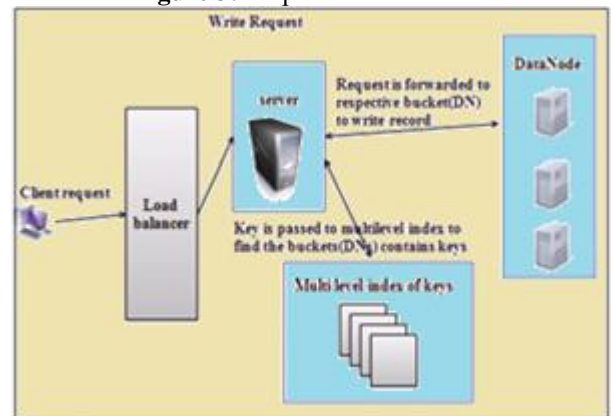 Write Request
DataNode
server
Request is forwarded to
respective bucket(DN)
to write record
Client request
Load
balancer
Key is passed to multilevel index to
find the buckets(DNs) contains keys
Multi level index of keys